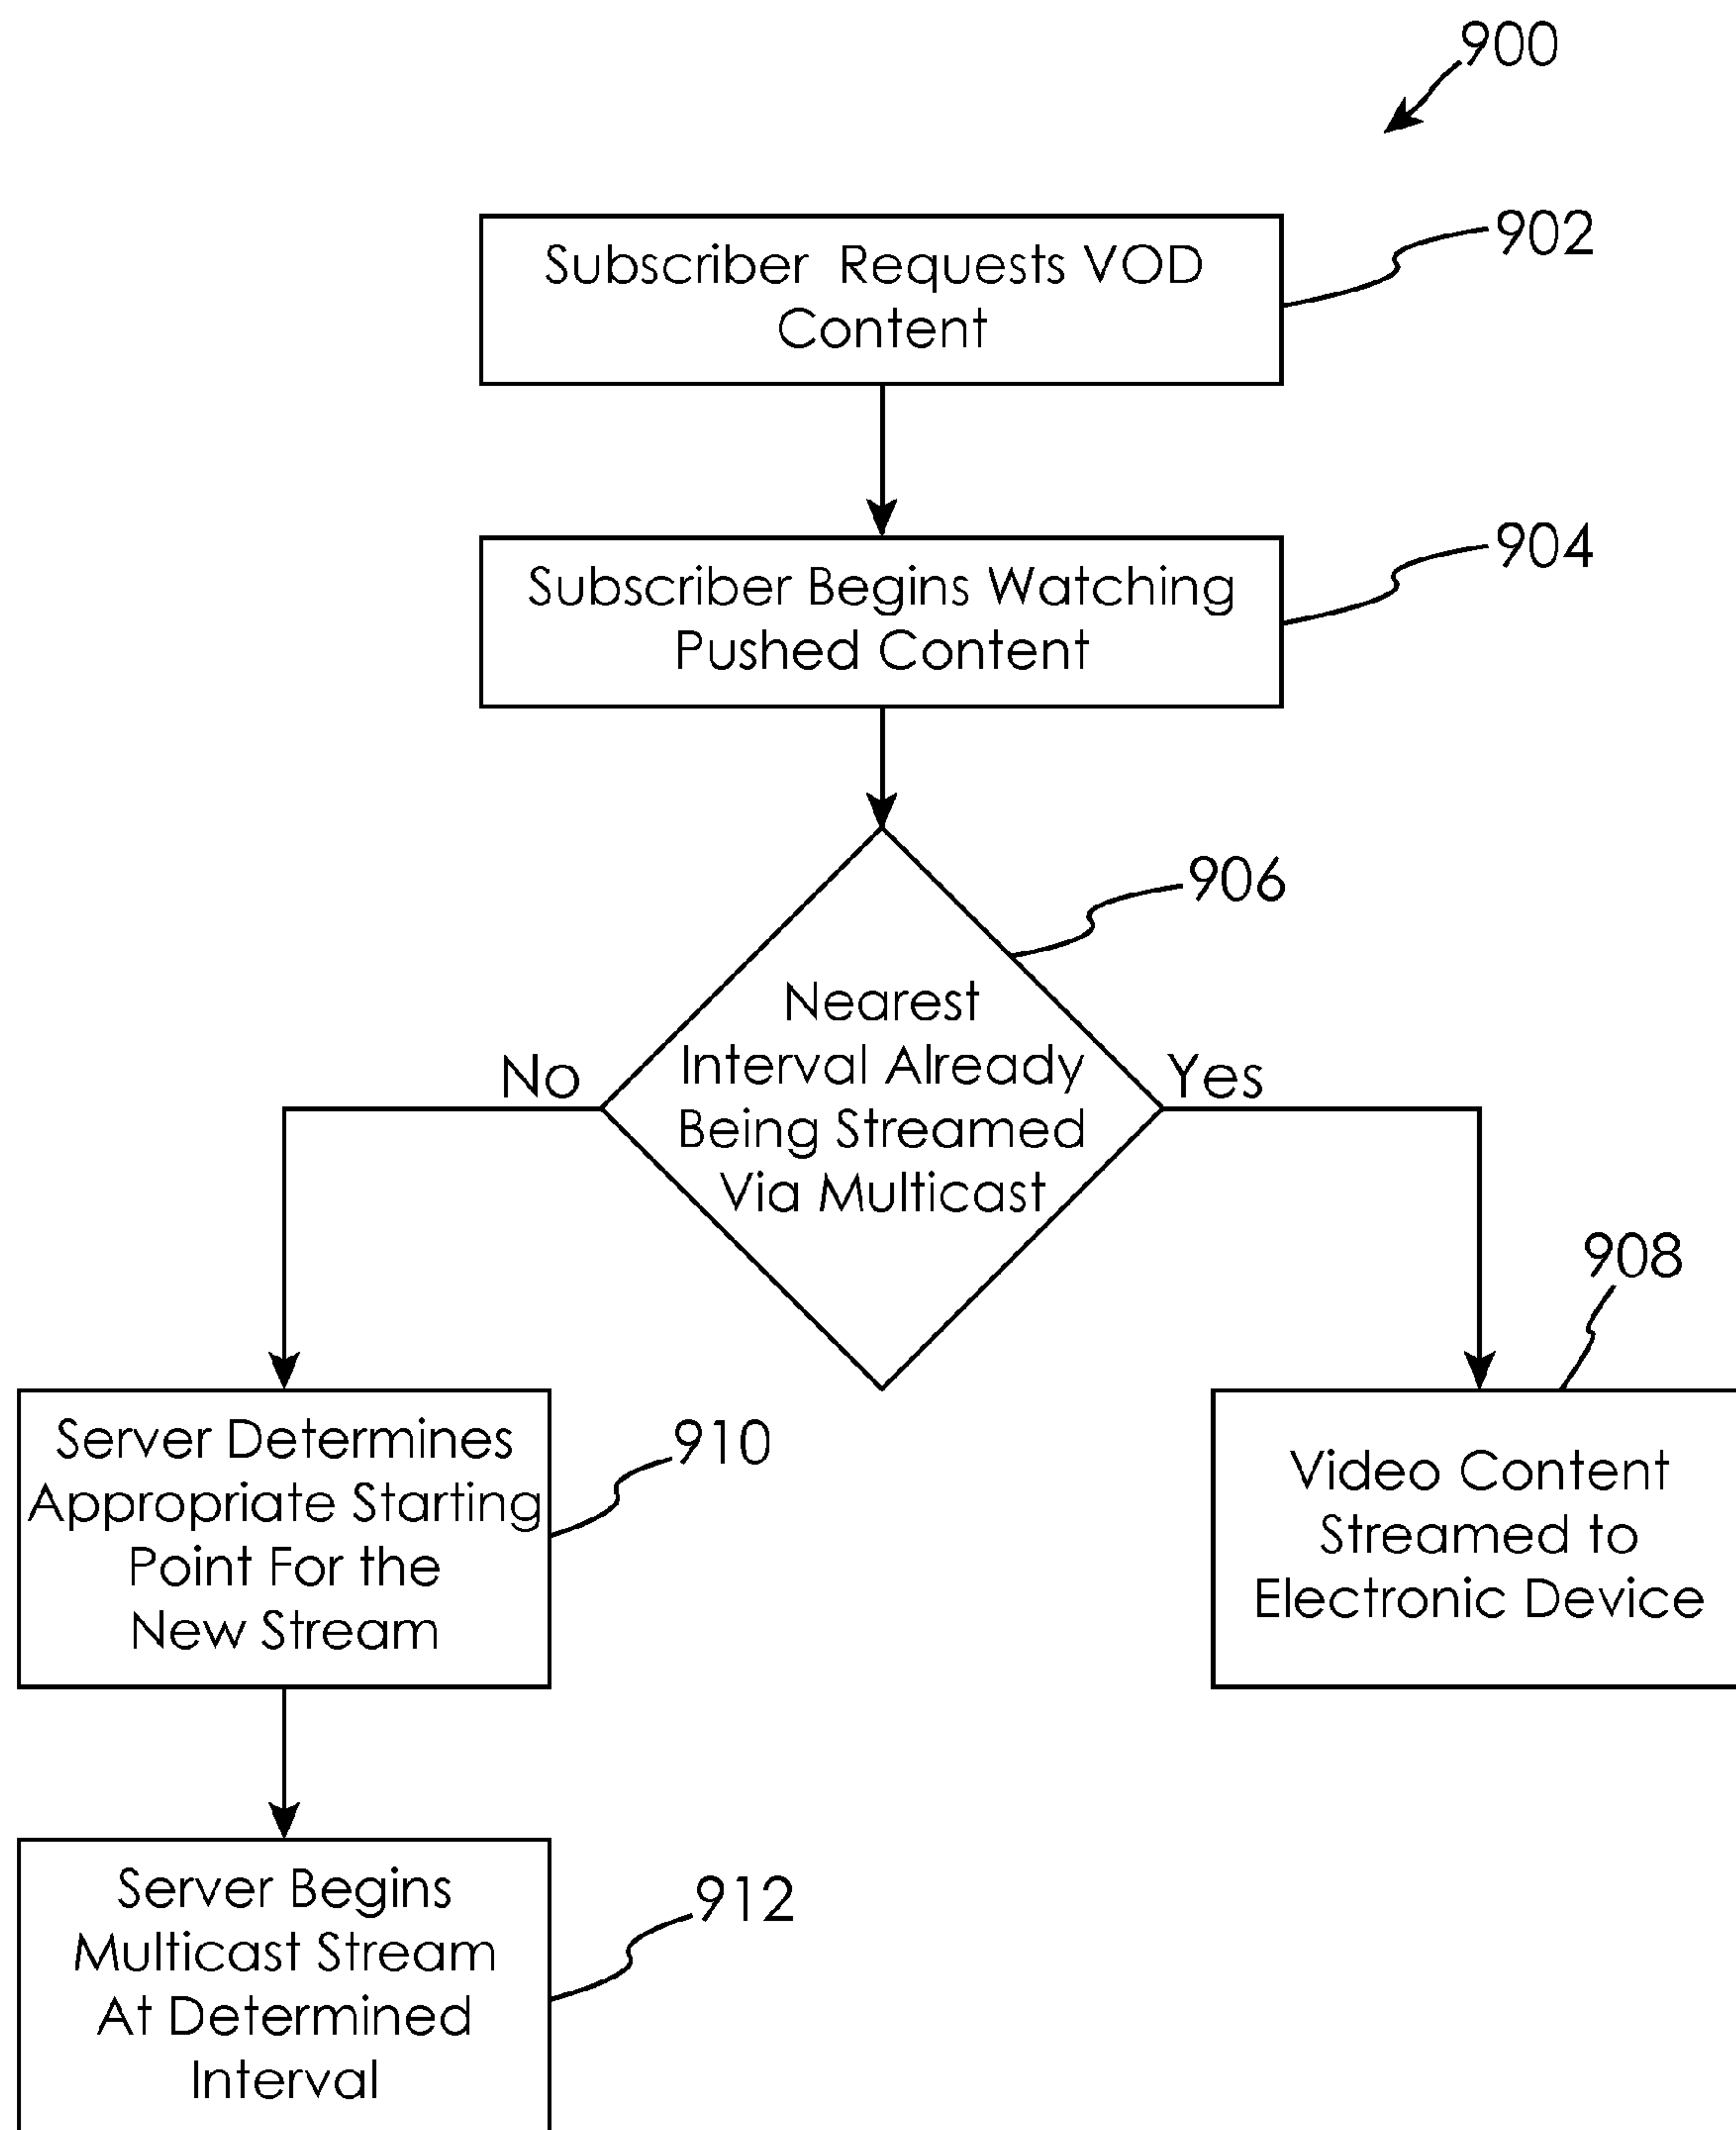 900
Subscriber Requests VOD
Content
902
Subscriber Begins Watching
Pushed Content
904
906
Nearest
Interval Already
Being Streamed
Via Multicast
No
Yes
908
Server Determines
Appropriate Starting
Point For the
New Stream
910
Video Content
Streamed to
Electronic Device
Server Begins
Multicast Stream
At Determined
Interval
912